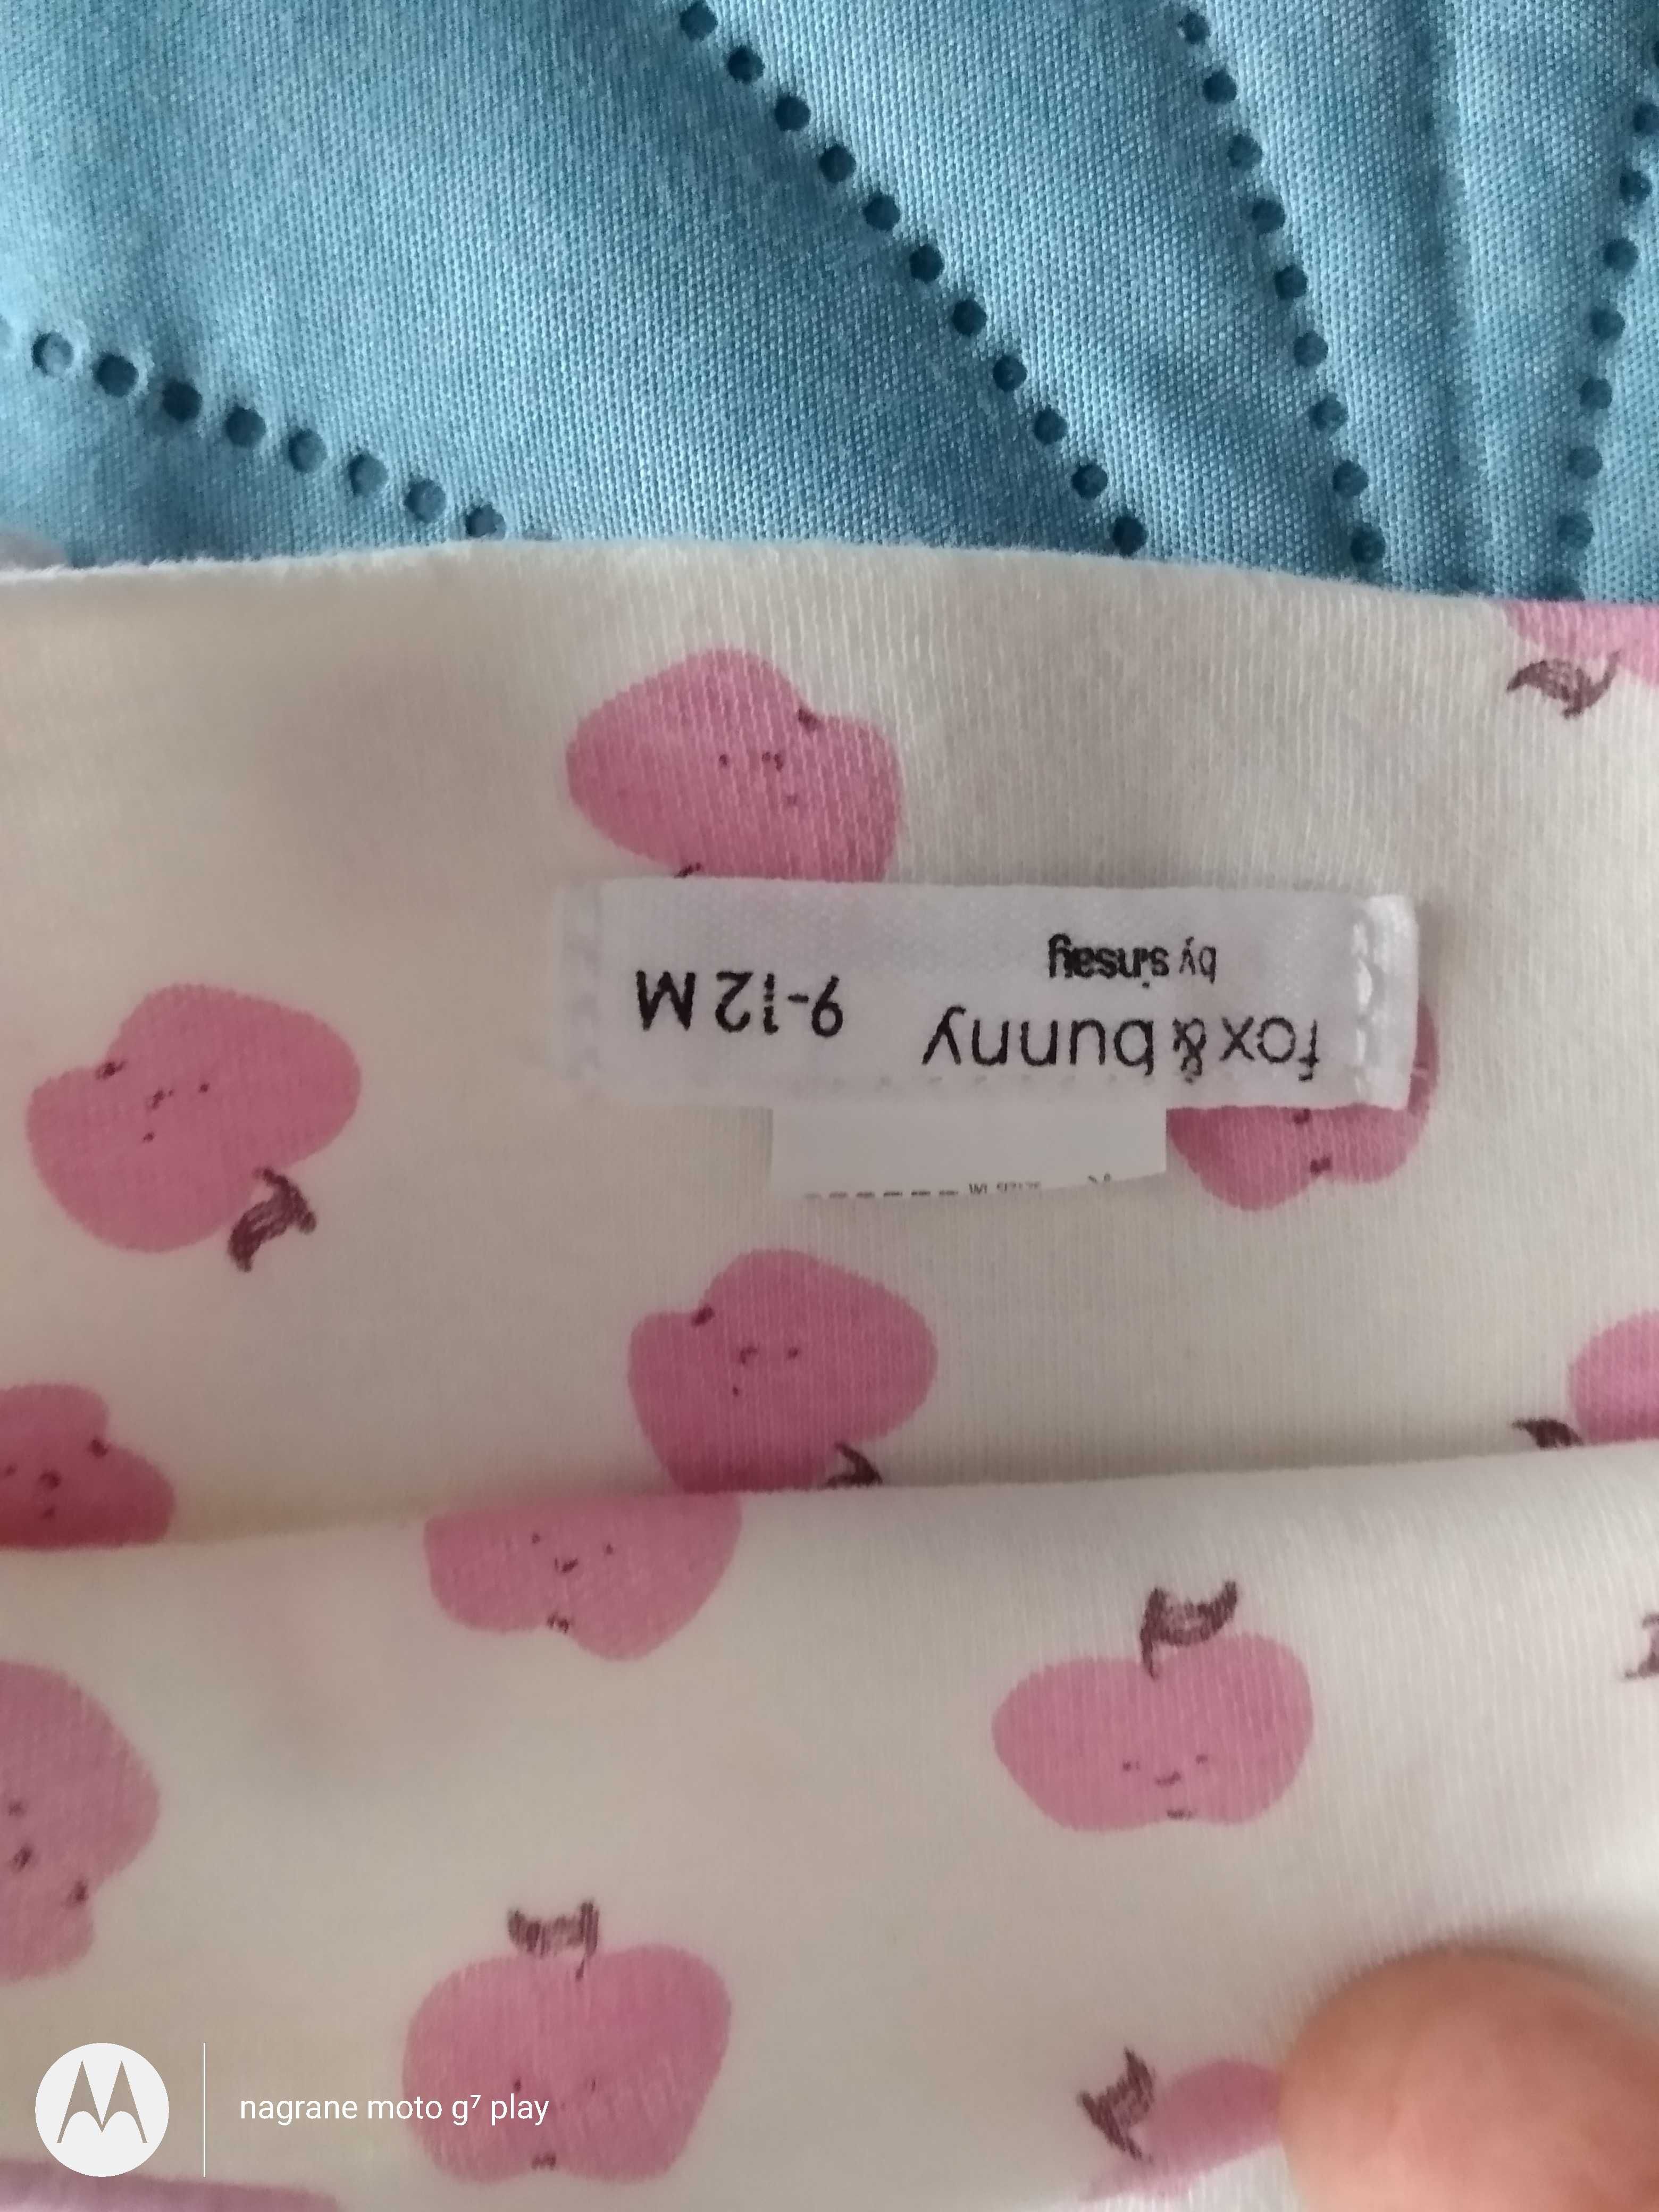 fox & bunny
by sinsay
9-12 M
nagrane moto g⁷ play